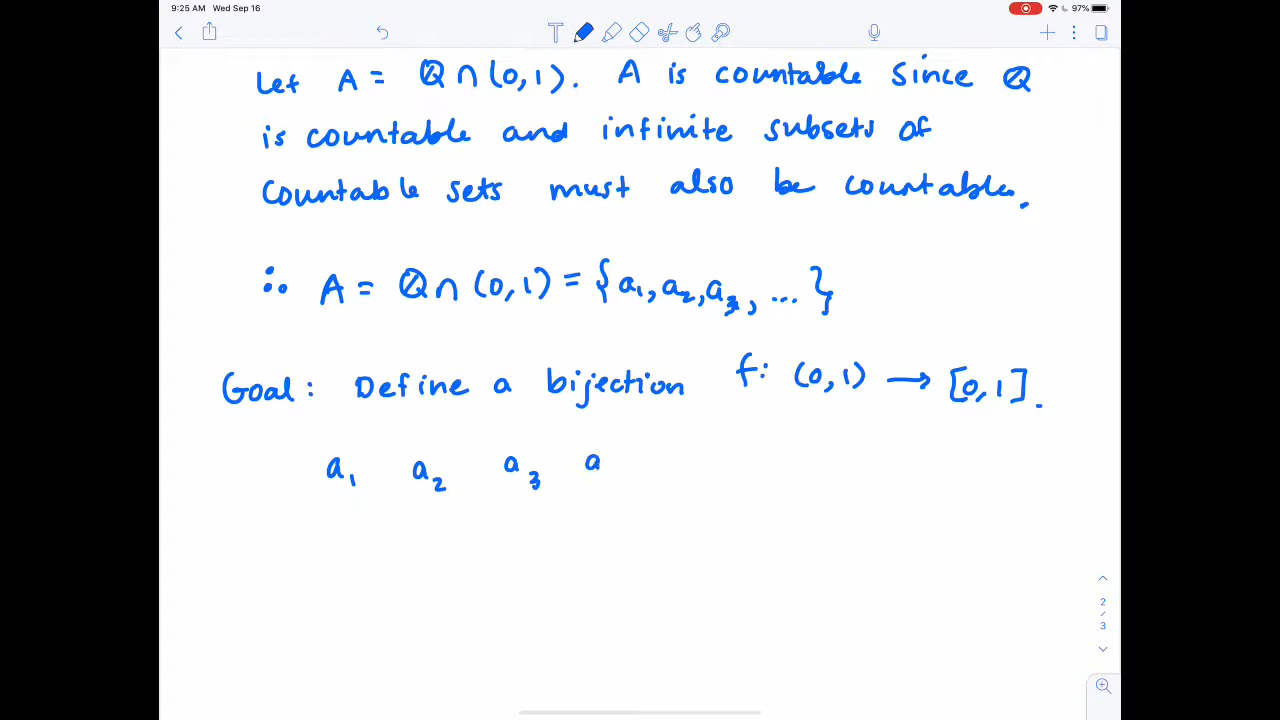 9:25 AM Wed Sep 16
97%
Let A = ℚ ∩ (0, 1). A is countable since ℚ
is countable and infinite subsets of
countable sets must also be countable.
∴ A = ℚ ∩ (0, 1) = {a₁, a₂, a₃, ... }
Goal: Define a bijection f: (0, 1) → [0, 1].
a₁ a₂ a₃ a
2
/
3